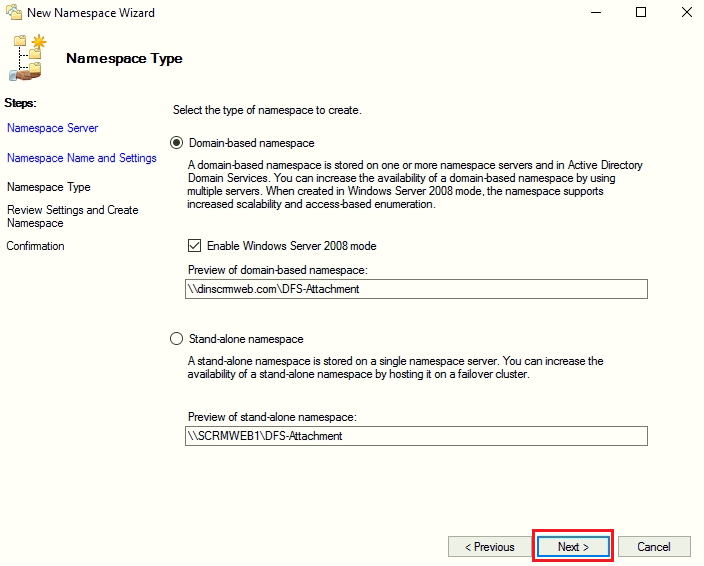 New Namespace Wizard
Namespace Type
Steps:
Namespace Server
Namespace Name and Settings
Namespace Type
Review Settings and Create
Namespace
Confirmation
Select the type of namespace to create.
Domain-based namespace
A domain-based namespace is stored on one or more namespace servers and in Active Directory
Domain Services. You can increase the availability of a domain-based namespace by using
multiple servers. When created in Windows Server 2008 mode, the namespace supports
increased scalability and access-based enumeration.
Enable Windows Server 2008 mode
Preview of domain-based namespace:
\\dinscrmweb.com\DFS-Attachment
Stand-alone namespace
A stand-alone namespace is stored on a single namespace server. You can increase the
availability of a stand-alone namespace by hosting it on a failover cluster.
Preview of stand-alone namespace:
\\SCRMWEB1\DFS-Attachment
< Previous
Next >
Cancel